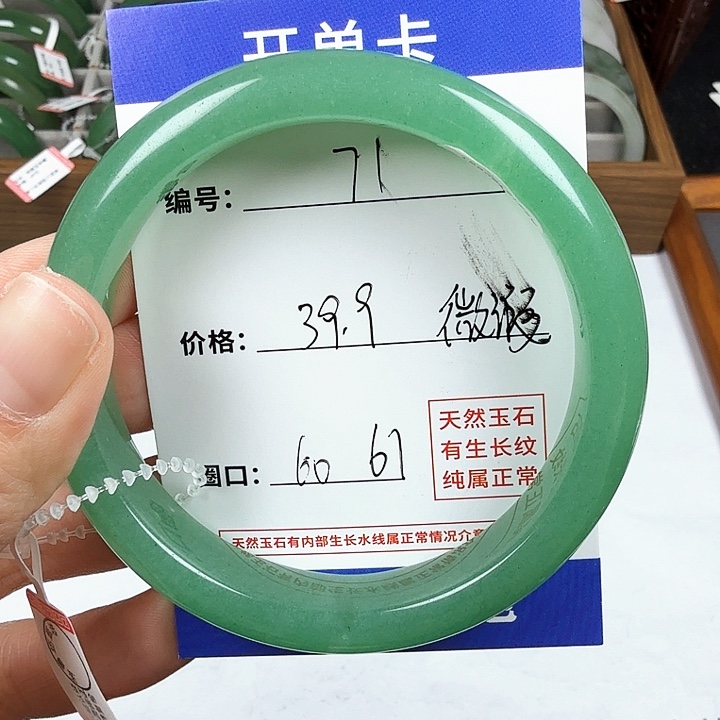 开单卡
编号： 71
价格： 39.9 微瑕
圈口： 60 61
天然玉石
有生长纹
纯属正常
天然玉石有内部生长水线属正常情况介意